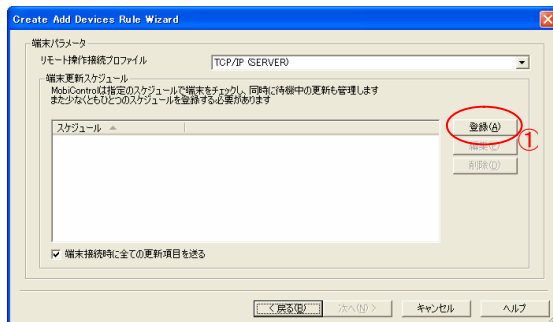 Create Add Devices Rule Wizard
端末パラメータ
リモート操作接続プロファイル
TCP/IP (SERVER)
端末更新スケジュール
MobiControlは指定のスケジュールで端末をチェックし、同時に待機中の更新も管理します
また少なくともひとつのスケジュールを登録する必要があります
スケジュール
登録(A)
①
編集(E)
削除(D)
端末接続時に全ての更新項目を送る
< 戻る(B)
次へ(N) >
キャンセル
ヘルプ